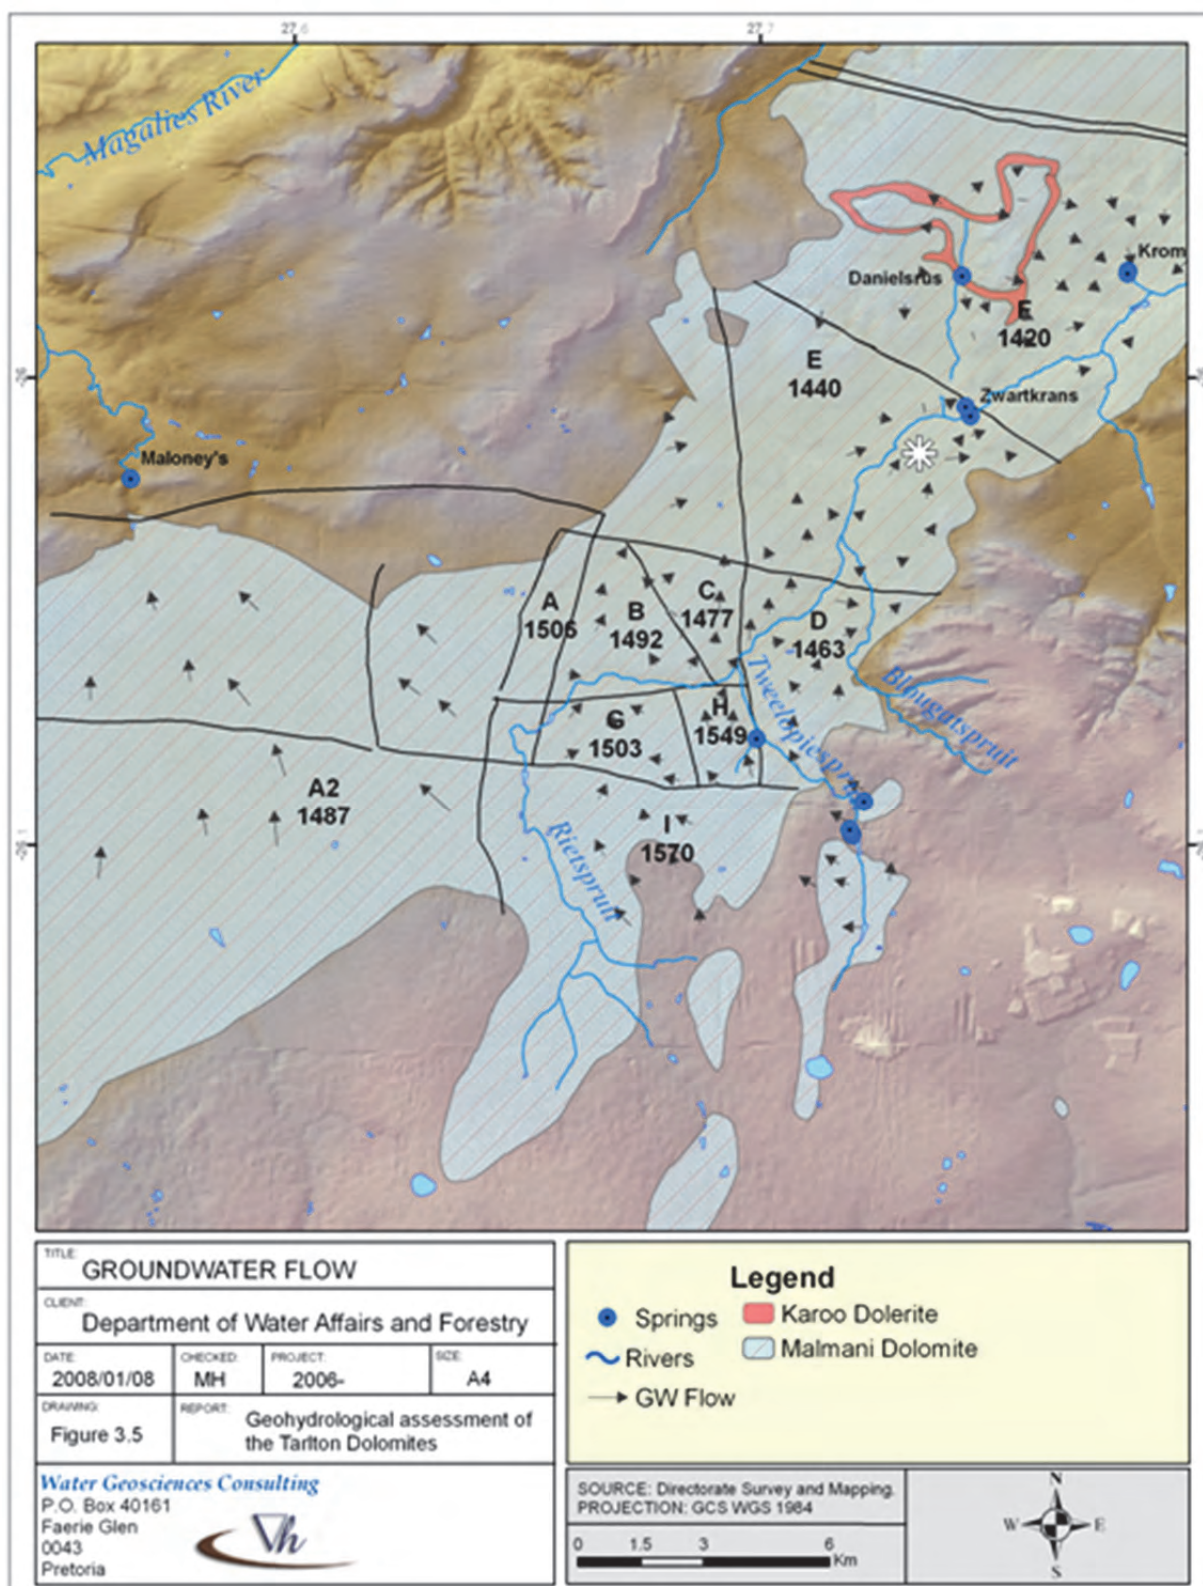 27.6
27.7
Magalies River
Krom
Danielsrus
E
1420
E
1440
Zwartkrans
Maloney's
A
1506
B
1492
C
1477
D
1463
Tweelopiespruit
Blougatspruit
G
1503
H
1549
A2
1487
Rietspruit
I
1570
TITLE:
GROUNDWATER FLOW
CLIENT:
Department of Water Affairs and Forestry
DATE:
2008/01/08
CHECKED:
MH
PROJECT:
2006-
SIZE:
A4
DRAWING:
Figure 3.5
REPORT:
Geohydrological assessment of
the Tarlton Dolomites
Water Geosciences Consulting
P.O. Box 40161
Faerie Glen
0043
Pretoria
Vh
Legend
Springs
Karoo Dolerite
Rivers
Malmani Dolomite
GW Flow
SOURCE: Directorate Survey and Mapping.
PROJECTION: GCS WGS 1984
0 1.5 3 6
Km
N
W E
S